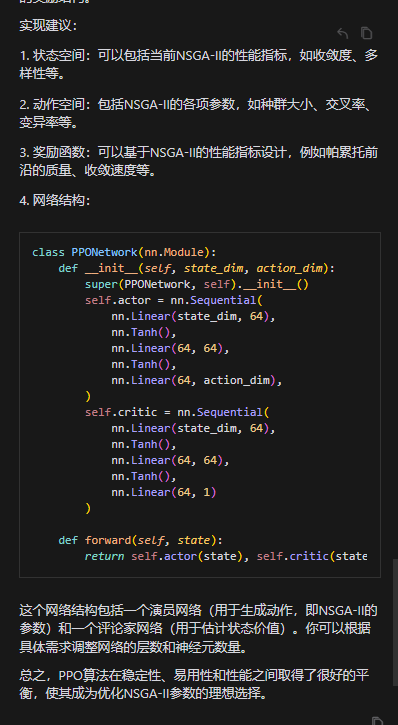 的奖励结构。
实现建议：
1. 状态空间：可以包括当前NSGA-II的性能指标，如收敛度、多
样性等。
2. 动作空间：包括NSGA-II的各项参数，如种群大小、交叉率、
变异率等。
3. 奖励函数：可以基于NSGA-II的性能指标设计，例如帕累托前
沿的质量、收敛速度等。
4. 网络结构：
class PPONetwork(nn.Module):
    def __init__(self, state_dim, action_dim):
        super(PPONetwork, self).__init__()
        self.actor = nn.Sequential(
            nn.Linear(state_dim, 64),
            nn.Tanh(),
            nn.Linear(64, 64),
            nn.Tanh(),
            nn.Linear(64, action_dim),
        )
        self.critic = nn.Sequential(
            nn.Linear(state_dim, 64),
            nn.Tanh(),
            nn.Linear(64, 64),
            nn.Tanh(),
            nn.Linear(64, 1)
        )
    def forward(self, state):
        return self.actor(state), self.critic(state
这个网络结构包括一个演员网络（用于生成动作，即NSGA-II的
参数）和一个评论家网络（用于估计状态价值）。你可以根据
具体需求调整网络的层数和神经元数量。
总之，PPO算法在稳定性、易用性和性能之间取得了很好的平
衡，使其成为优化NSGA-II参数的理想选择。